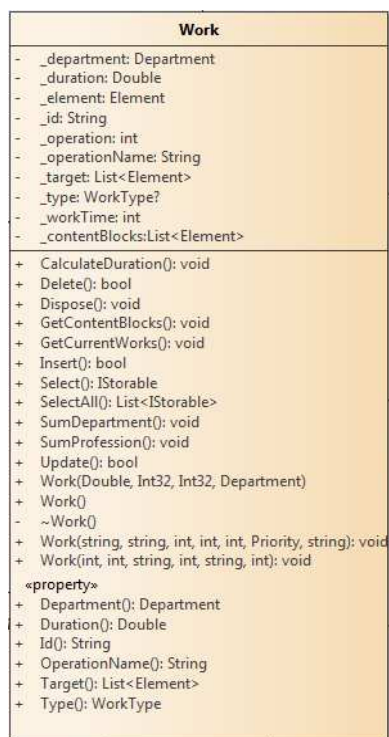 Work
- _department: Department
- _duration: Double
- _element: Element
- _id: String
- _operation: int
- _operationName: String
- _target: List<Element>
- _type: WorkType?
- _workTime: int
- _contentBlocks:List<Element>
+ CalculateDuration(): void
+ Delete(): bool
+ Dispose(): void
+ GetContentBlocks(): void
+ GetCurrentWorks(): void
+ Insert(): bool
+ Select(): IStorable
+ SelectAll(): List<IStorable>
+ SumDepartment(): void
+ SumProfession(): void
+ Update(): bool
+ Work(Double, Int32, Int32, Department)
+ Work()
- ~Work()
+ Work(string, string, int, int, int, Priority, string): void
+ Work(int, int, string, int, string, int): void
«property»
+ Department(): Department
+ Duration(): Double
+ Id(): String
+ OperationName(): String
+ Target(): List<Element>
+ Type(): WorkType